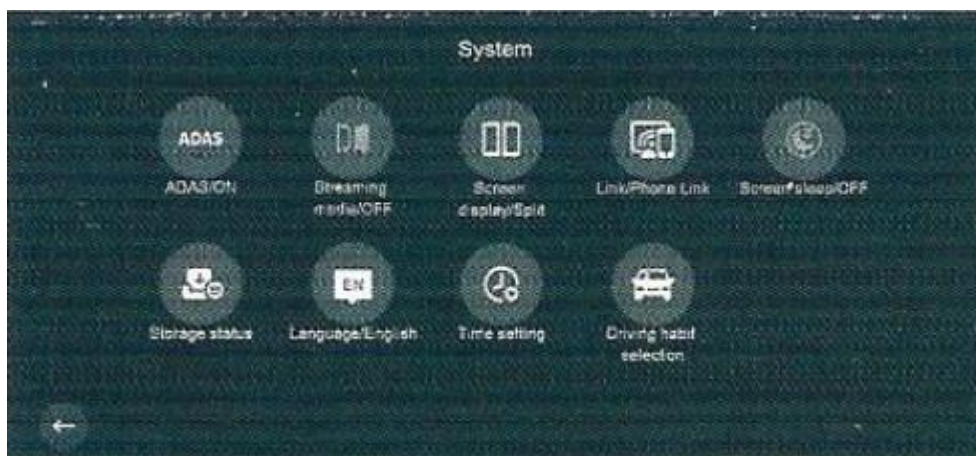 System
ADAS
ADAS/ON
Streaming
media/OFF
Screen
display/Split
Link/Phone Link
Screen sleep/OFF
Storage status
EN
Language/English
Time setting
Driving habit
selection